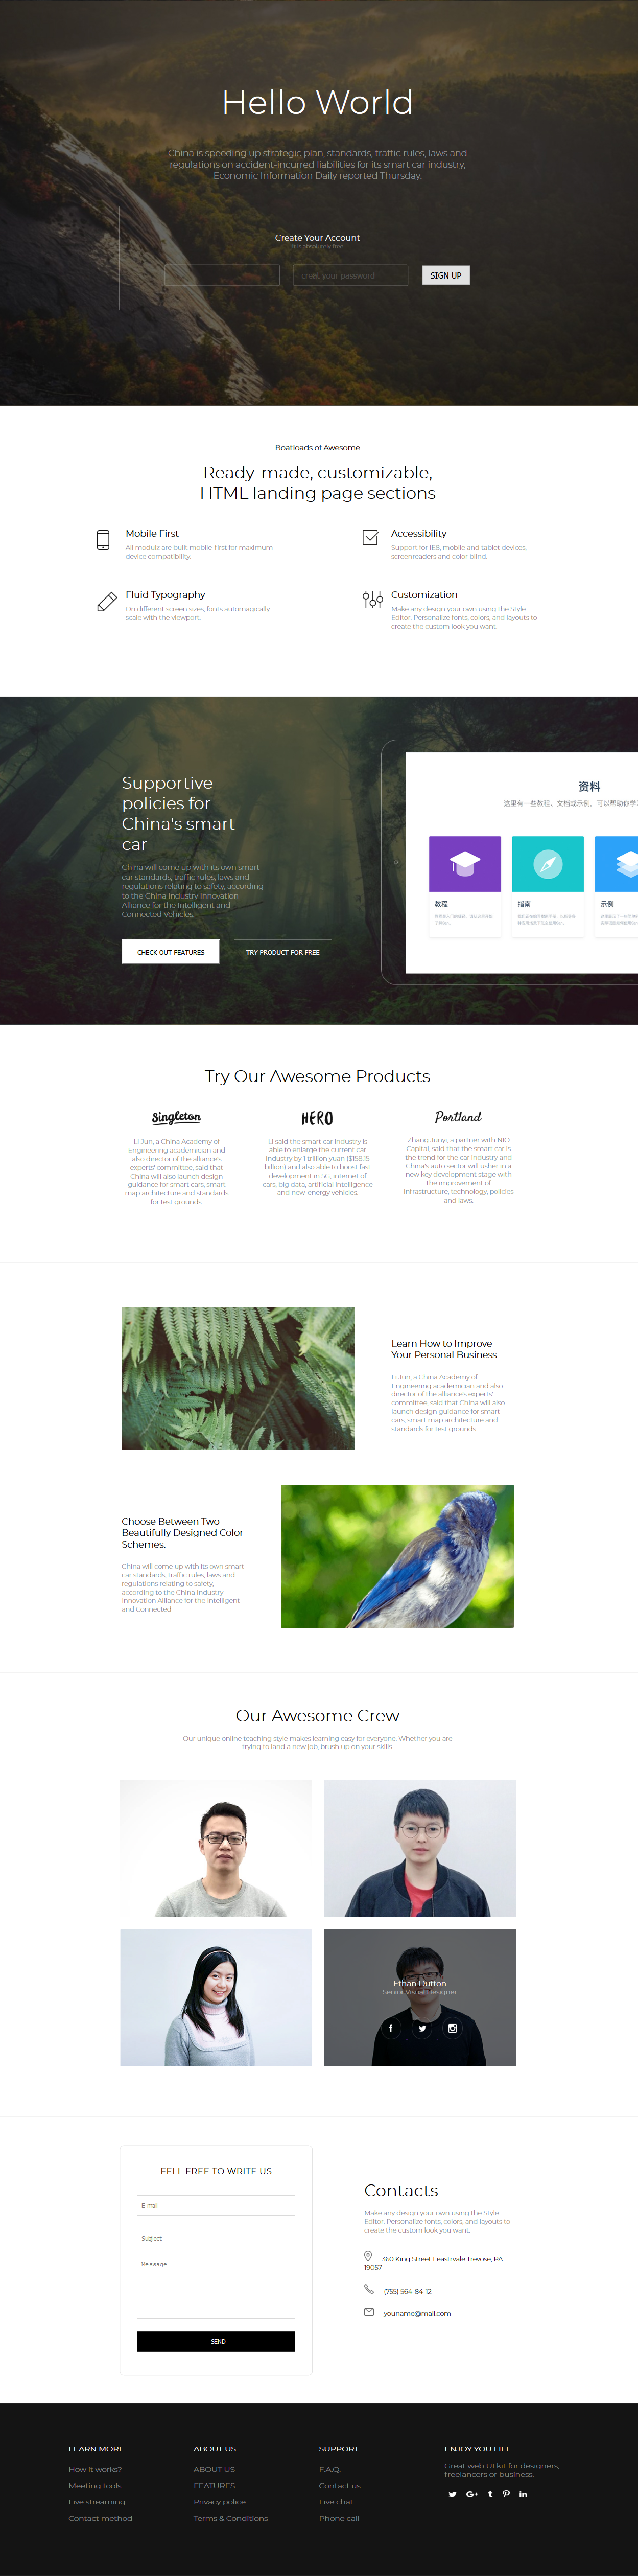 Hello World
China is speeding up strategic plan, standards, traffic rules, laws and
regulations on accident-incurred liabilities for its smart car industry,
Economic Information Daily reported Thursday.
Create Your Account
It is absolutely free
creat your password
SIGN UP
Boatloads of Awesome
Ready-made, customizable,
HTML landing page sections
Mobile First
All modulz are built mobile-first for maximum
device compatibility.
Accessibility
Support for IE8, mobile and tablet devices,
screenreaders and color blind.
Fluid Typography
On different screen sizes, fonts automagically
scale with the viewport.
Customization
Make any design your own using the Style
Editor. Personalize fonts, colors, and layouts to
create the custom look you want.
Supportive
policies for
China's smart
car
China will come up with its own smart
car standards, traffic rules, laws and
regulations relating to safety, according
to the China Industry Innovation
Alliance for the Intelligent and
Connected Vehicles.
CHECK OUT FEATURES
TRY PRODUCT FOR FREE
资料
这里有一些教程、文档或示例，可以帮助你学
教程
指南
示例
Try Our Awesome Products
Singleton
Li Jun, a China Academy of
Engineering academician and
also director of the alliance's
experts' committee, said that
China will also launch design
guidance for smart cars, smart
map architecture and standards
for test grounds.
HERO
Li said the smart car industry is
able to enlarge the current car
industry by 1 trillion yuan ($158.15
billion) and also able to boost fast
development in 5G, internet of
cars, big data, artificial intelligence
and new-energy vehicles.
Portland
Zhang Junyi, a partner with NIO
Capital, said that the smart car is
the trend for the car industry and
China's auto sector will usher in a
new key development stage with
the improvement of
infrastructure, technology, policies
and laws.
Learn How to Improve
Your Personal Business
Li Jun, a China Academy of
Engineering academician and also
director of the alliance's experts'
committee, said that China will also
launch design guidance for smart
cars, smart map architecture and
standards for test grounds.
Choose Between Two
Beautifully Designed Color
Schemes.
China will come up with its own smart
car standards, traffic rules, laws and
regulations relating to safety,
according to the China Industry
Innovation Alliance for the Intelligent
and Connected
Our Awesome Crew
Our unique online teaching style makes learning easy for everyone. Whether you are
trying to land a new job, brush up on your skills.
Ethan Dutton
Senior Visual Designer
FELL FREE TO WRITE US
E-mail
Subject
Message
SEND
Contacts
Make any design your own using the Style
Editor. Personalize fonts, colors, and layouts to
create the custom look you want.
360 King Street Feastrvale Trevose, PA
19057
(755) 564-84-12
youname@mail.com
LEARN MORE
How it works?
Meeting tools
Live streaming
Contact method
ABOUT US
ABOUT US
FEATURES
Privacy police
Terms & Conditions
SUPPORT
F.A.Q.
Contact us
Live chat
Phone call
ENJOY YOU LIFE
Great web UI kit for designers,
freelancers or business.